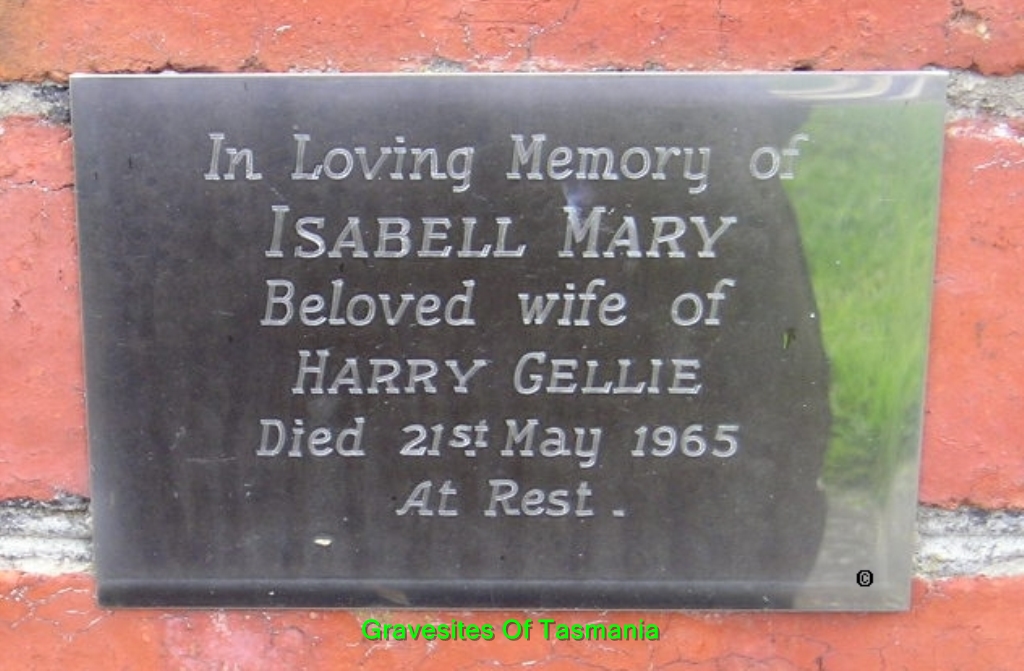 In Loving Memory of
ISABELL MARY
Beloved wife of
HARRY GELLIE
Died 21st May 1965
At Rest.
©
Gravesites Of Tasmania